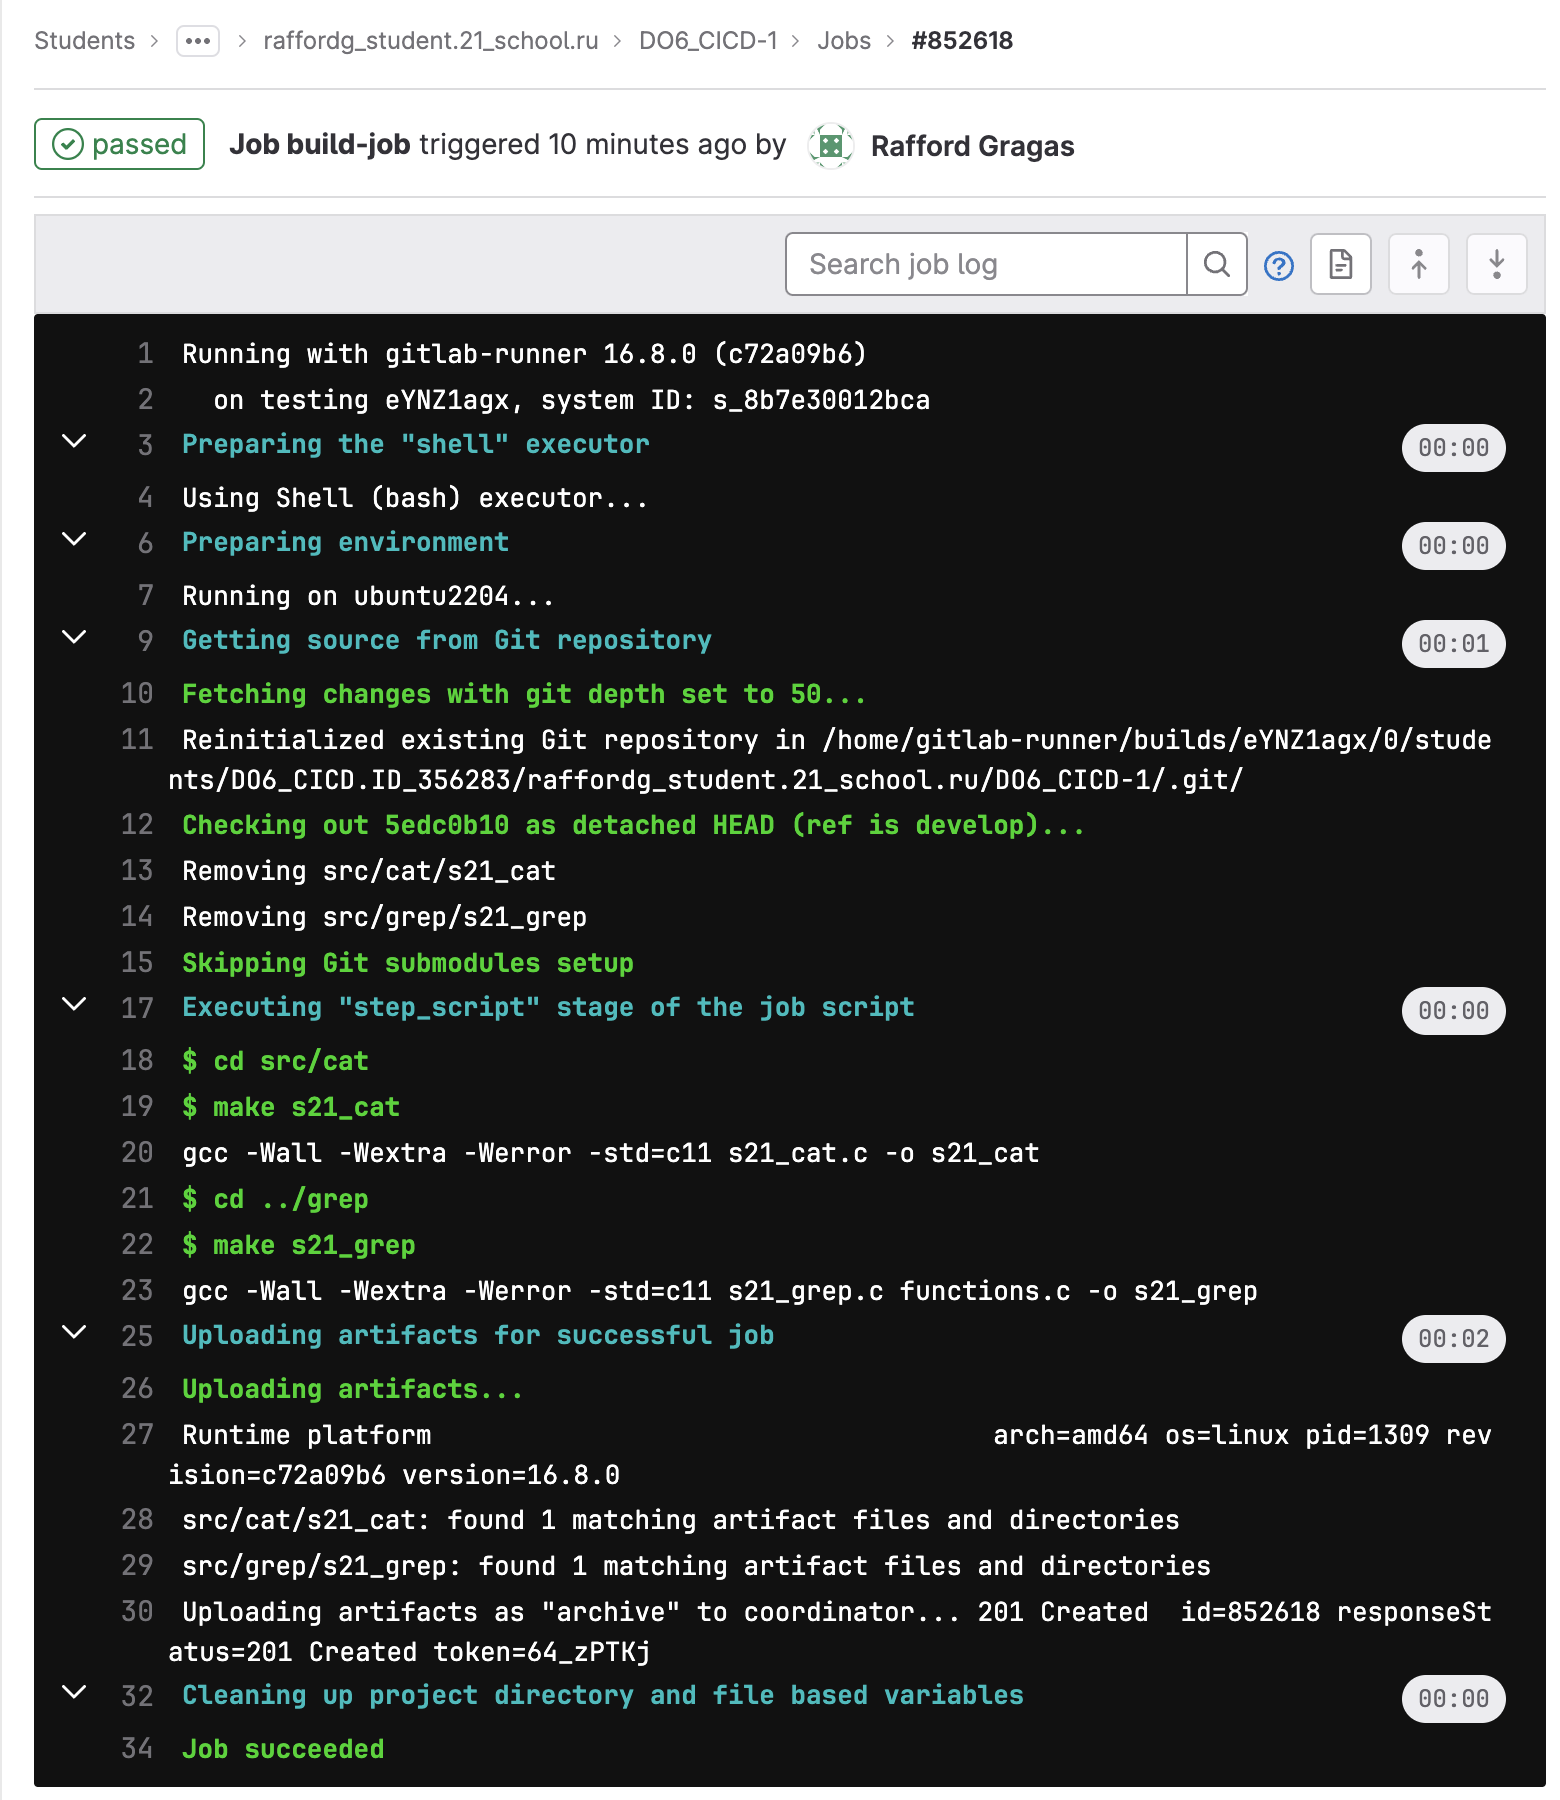 Students > ··· > raffordg_student.21_school.ru > DO6_CICD-1 > Jobs > #852618
passed Job build-job triggered 10 minutes ago by Rafford Gragas
Search job log
1 Running with gitlab-runner 16.8.0 (c72a09b6)
2 on testing eYNZ1agx, system ID: s_8b7e30012bca
3 Preparing the "shell" executor 00:00
4 Using Shell (bash) executor...
6 Preparing environment 00:00
7 Running on ubuntu2204...
9 Getting source from Git repository 00:01
10 Fetching changes with git depth set to 50...
11 Reinitialized existing Git repository in /home/gitlab-runner/builds/eYNZ1agx/0/stude
nts/DO6_CICD.ID_356283/raffordg_student.21_school.ru/DO6_CICD-1/.git/
12 Checking out 5edc0b10 as detached HEAD (ref is develop)...
13 Removing src/cat/s21_cat
14 Removing src/grep/s21_grep
15 Skipping Git submodules setup
17 Executing "step_script" stage of the job script 00:00
18 $ cd src/cat
19 $ make s21_cat
20 gcc -Wall -Wextra -Werror -std=c11 s21_cat.c -o s21_cat
21 $ cd ../grep
22 $ make s21_grep
23 gcc -Wall -Wextra -Werror -std=c11 s21_grep.c functions.c -o s21_grep
25 Uploading artifacts for successful job 00:02
26 Uploading artifacts...
27 Runtime platform arch=amd64 os=linux pid=1309 rev
ision=c72a09b6 version=16.8.0
28 src/cat/s21_cat: found 1 matching artifact files and directories
29 src/grep/s21_grep: found 1 matching artifact files and directories
30 Uploading artifacts as "archive" to coordinator... 201 Created id=852618 responseSt
atus=201 Created token=64_zPTKj
32 Cleaning up project directory and file based variables 00:00
34 Job succeeded